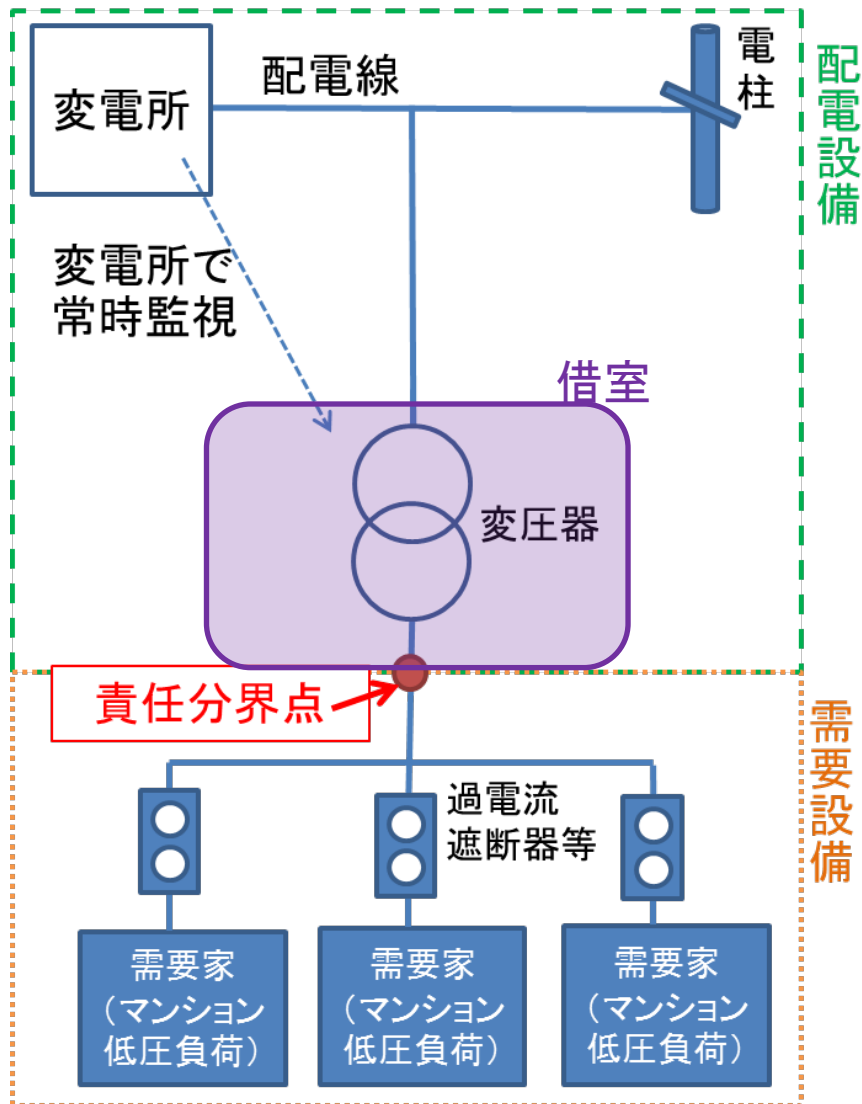 変電所
配電線
電柱
配電設備
変電所で
常時監視
借室
変圧器
責任分界点
需要設備
過電流
遮断器等
需要家
（マンション
低圧負荷）
需要家
（マンション
低圧負荷）
需要家
（マンション
低圧負荷）